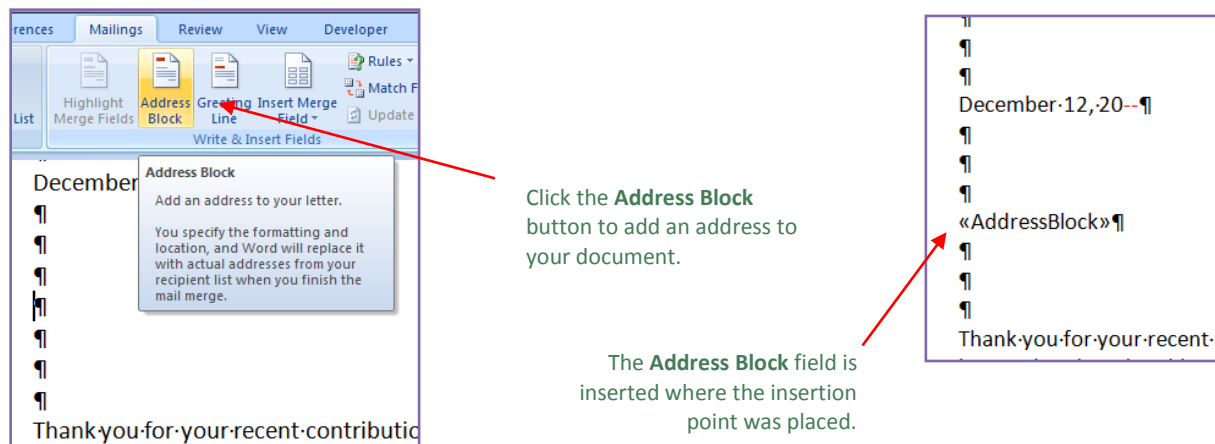 erences Mailings Review View Developer
Rules
Match F
Update
List
Highlight Merge Fields
Address Block
Greeting Line
Insert Merge Field
Write & Insert Fields
Address Block
Add an address to your letter.
You specify the formatting and
location, and Word will replace it
with actual addresses from your
recipient list when you finish the
mail merge.
December
¶
¶
¶
¶
¶
¶
¶
Thank·you·for·your·recent·contributic
Click the Address Block
button to add an address to
your document.
The Address Block field is
inserted where the insertion
point was placed.
¶
¶
¶
December·12,·20--¶
¶
¶
¶
«AddressBlock»¶
¶
¶
¶
Thank·you·for·your·recent·